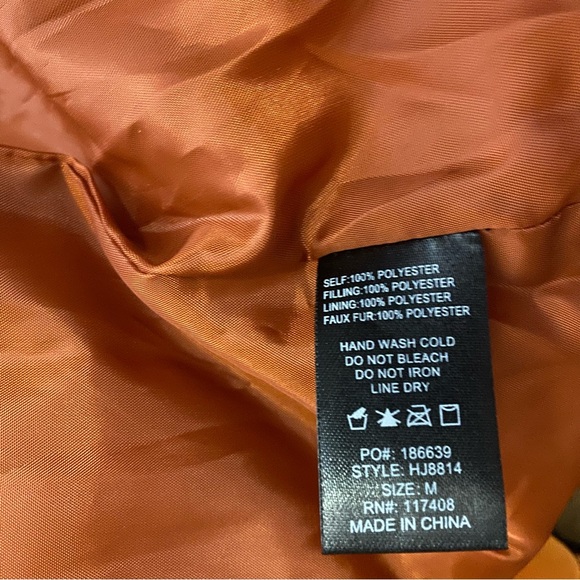 SELF:100% POLYESTER
FILLING:100% POLYESTER
LINING:100% POLYESTER
FAUX FUR:100% POLYESTER
HAND WASH COLD
DO NOT BLEACH
DO NOT IRON
LINE DRY
PO#: 186639
STYLE: HJ8814
SIZE: M
RN#: 117408
MADE IN CHINA